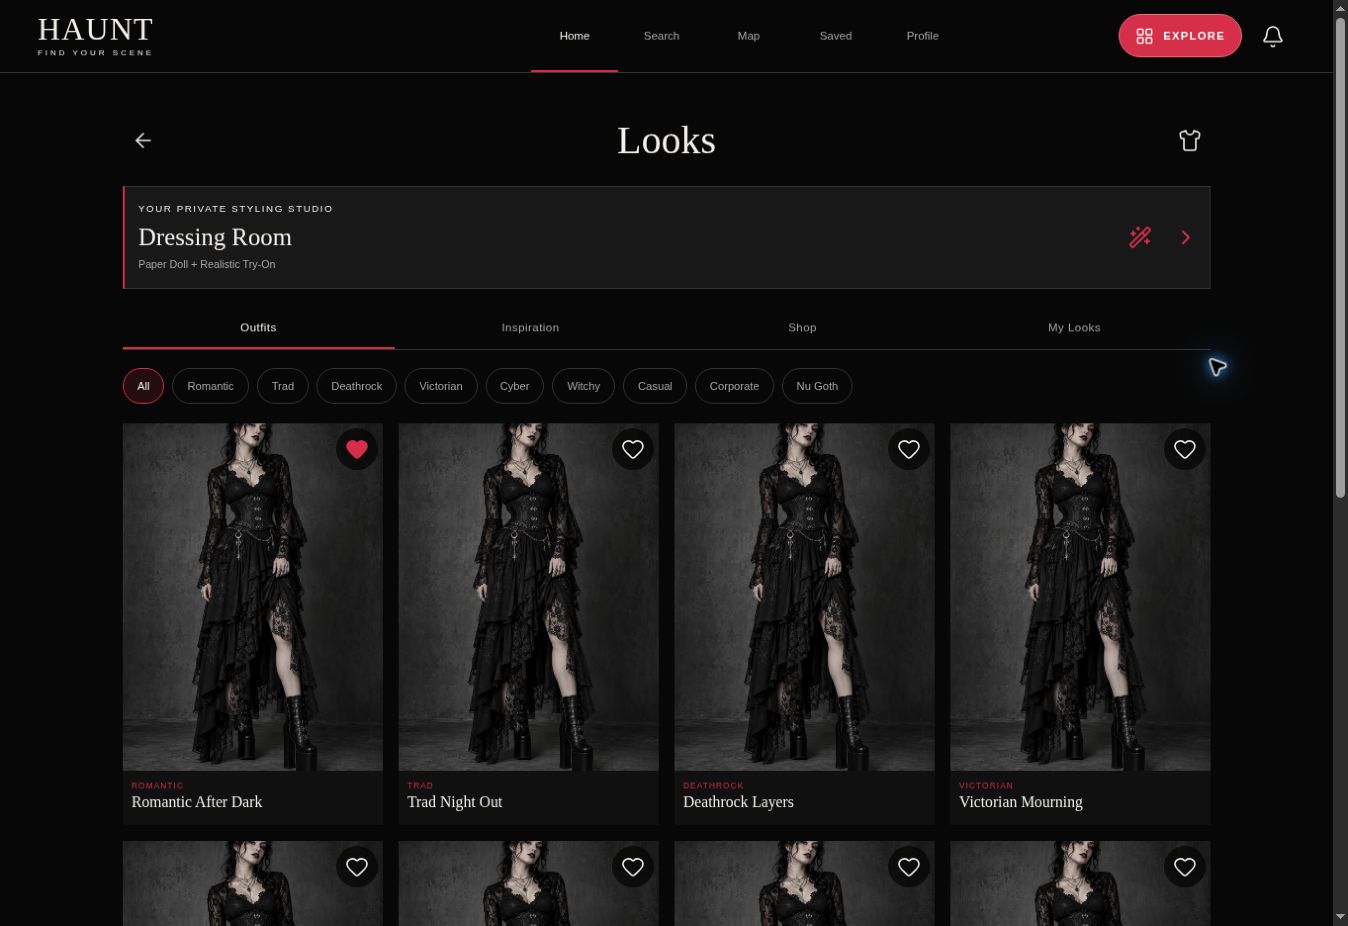 HAUNT
FIND YOUR SCENE
Home
Search
Map
Saved
Profile
EXPLORE
Looks
YOUR PRIVATE STYLING STUDIO
Dressing Room
Paper Doll + Realistic Try-On
Outfits
Inspiration
Shop
My Looks
All
Romantic
Trad
Deathrock
Victorian
Cyber
Witchy
Casual
Corporate
Nu Goth
ROMANTIC
Romantic After Dark
TRAD
Trad Night Out
DEATHROCK
Deathrock Layers
VICTORIAN
Victorian Mourning